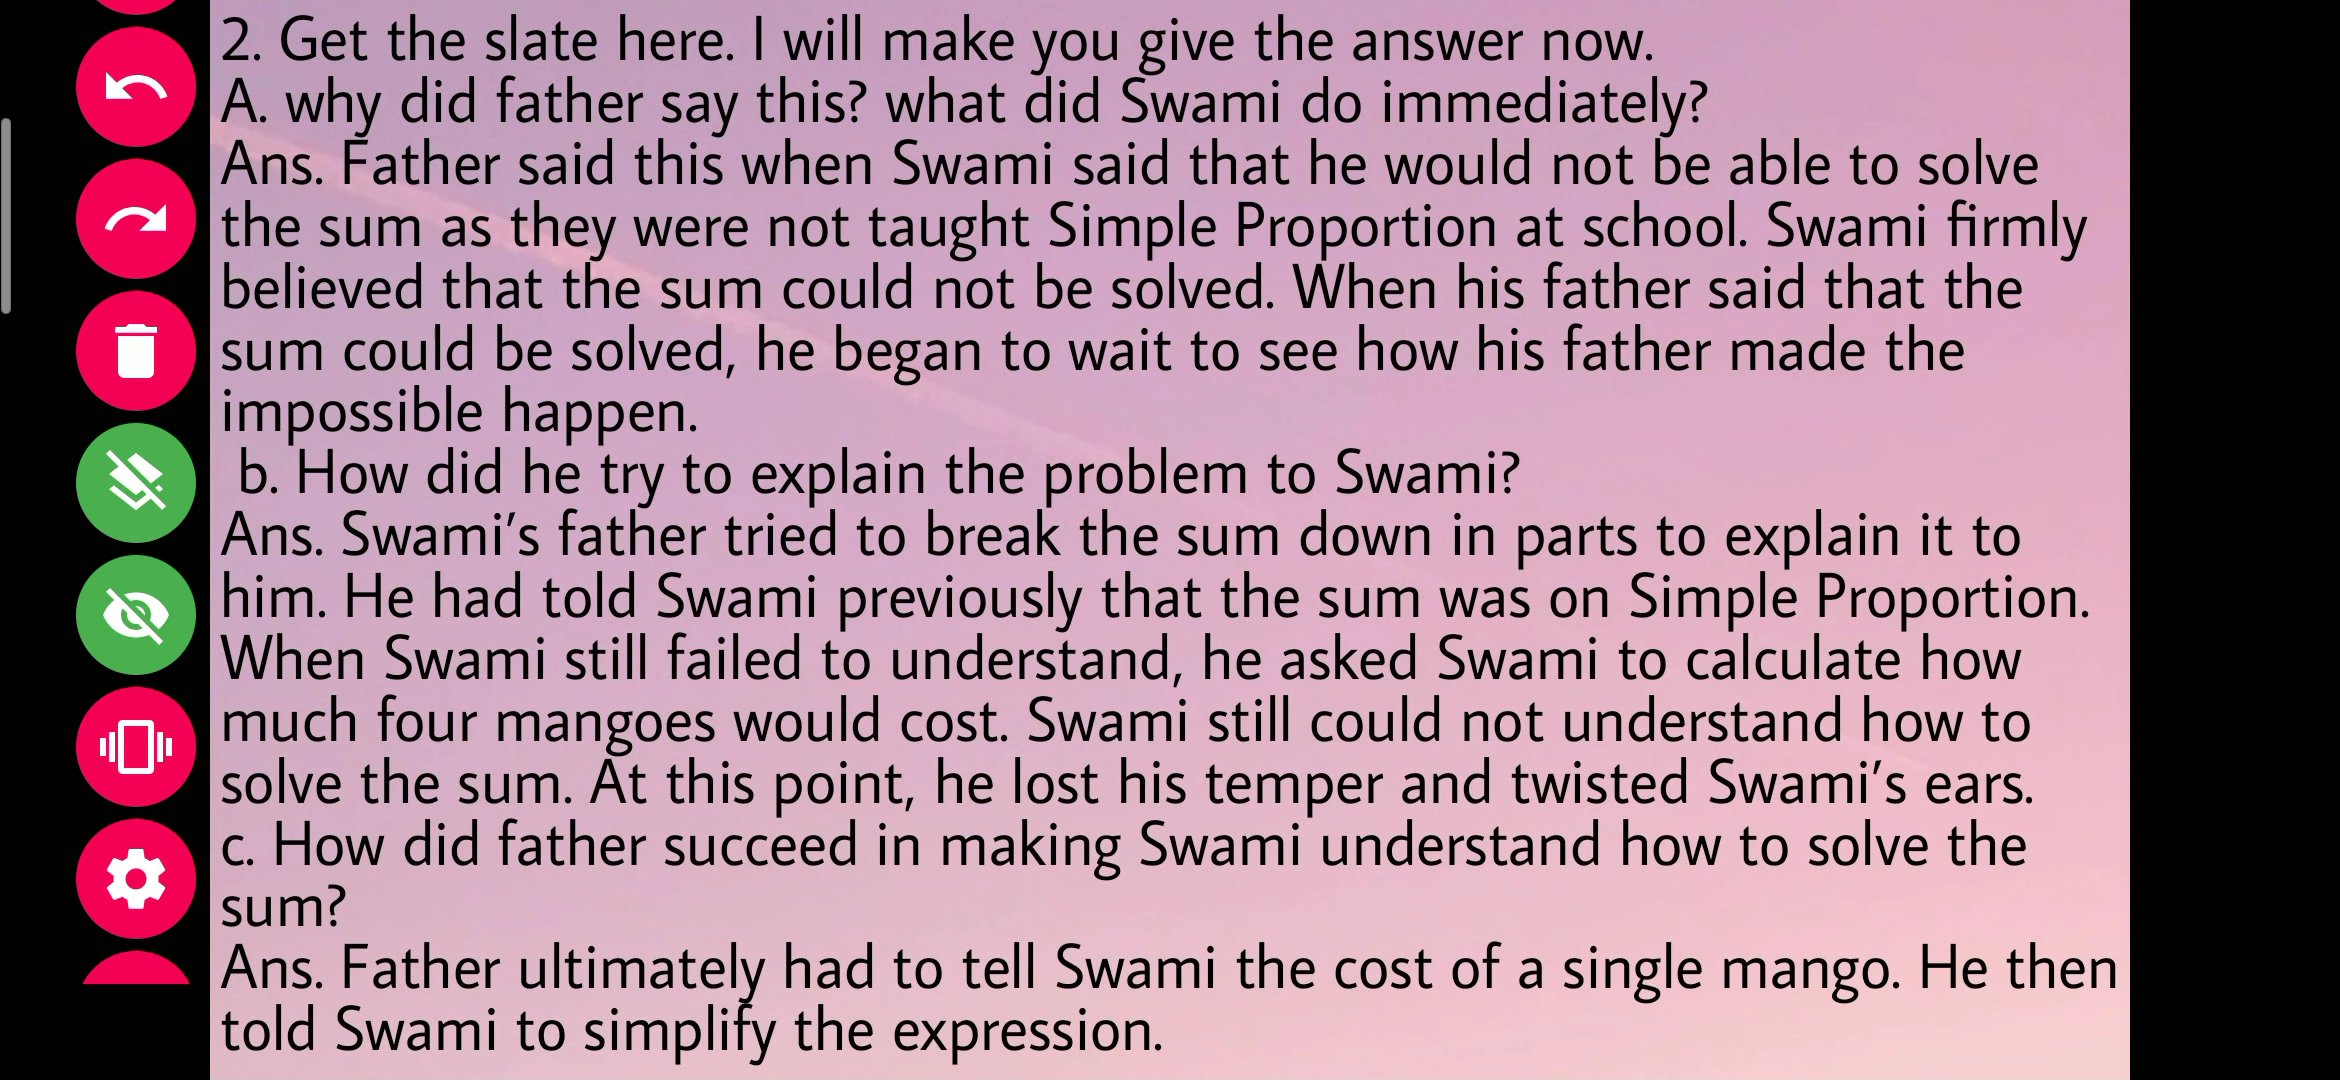 2. Get the slate here. I will make you give the answer now.
A. why did father say this? what did Swami do immediately?
Ans. Father said this when Swami said that he would not be able to solve
the sum as they were not taught Simple Proportion at school. Swami firmly
believed that the sum could not be solved. When his father said that the
sum could be solved, he began to wait to see how his father made the
impossible happen.
b. How did he try to explain the problem to Swami?
Ans. Swami's father tried to break the sum down in parts to explain it to
him. He had told Swami previously that the sum was on Simple Proportion.
When Swami still failed to understand, he asked Swami to calculate how
much four mangoes would cost. Swami still could not understand how to
solve the sum. At this point, he lost his temper and twisted Swami's ears.
c. How did father succeed in making Swami understand how to solve the
sum?
Ans. Father ultimately had to tell Swami the cost of a single mango. He then
told Swami to simplify the expression.